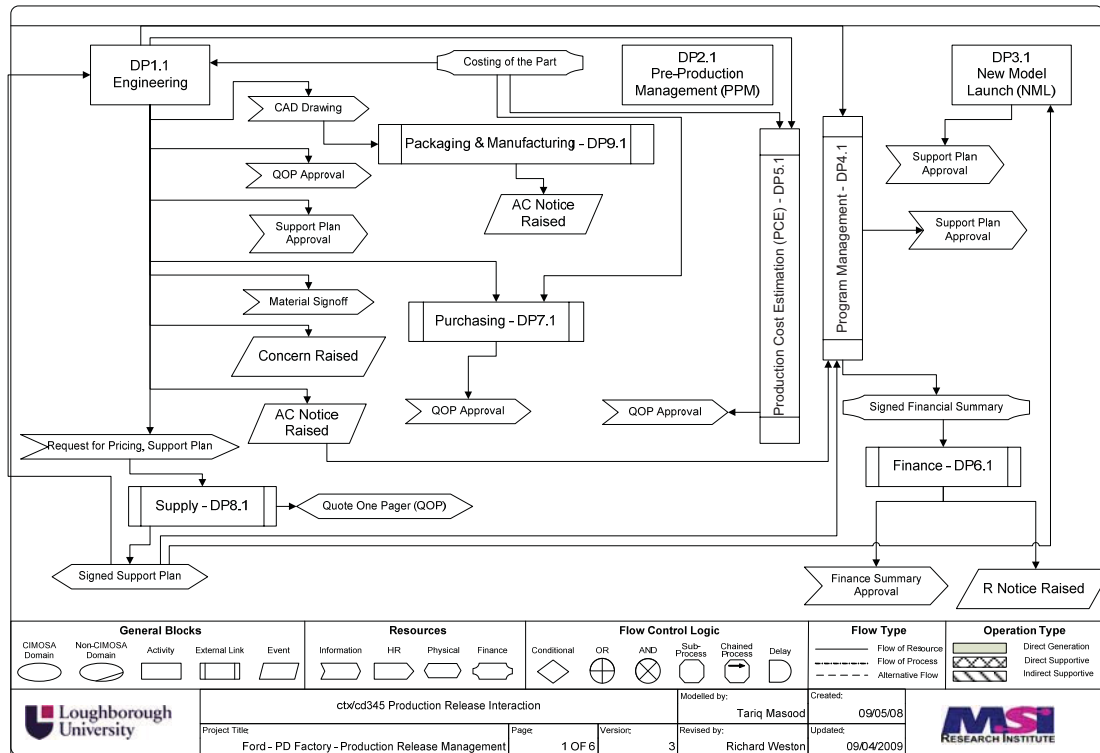 DP1.1
Engineering
Costing of the Part
DP2.1
Pre-Production
Management (PPM)
DP3.1
New Model
Launch (NML)
CAD Drawing
Packaging & Manufacturing - DP9.1
QOP Approval
AC Notice
Raised
Support Plan
Approval
Support Plan
Approval
Support Plan
Approval
Production Cost Estimation (PCE) - DP5.1
Program Management - DP4.1
Material Signoff
Purchasing - DP7.1
Concern Raised
AC Notice
Raised
QOP Approval
QOP Approval
Signed Financial Summary
Request for Pricing, Support Plan
Finance - DP6.1
Supply - DP8.1
Quote One Pager (QOP)
Signed Support Plan
Finance Summary
Approval
R Notice Raised
General Blocks
CIMOSA
Domain
Non-CIMOSA
Domain
Activity
External Link
Event
Resources
Information
HR
Physical
Finance
Flow Control Logic
Conditional
OR
AND
Sub-
Process
Chained
Process
Delay
Flow Type
Flow of Resource
Flow of Process
Alternative Flow
Operation Type
Direct Generation
Direct Supportive
Indirect Supportive
Loughborough
University
ctx/cd345 Production Release Interaction
Modelled by:
Tariq Masood
Created:
09/05/08
Project Title:
Ford - PD Factory - Production Release Management
Page:
1 OF 6
Version:
3
Revised by:
Richard Weston
Updated:
09/04/2009
MSI
RESEARCH INSTITUTE